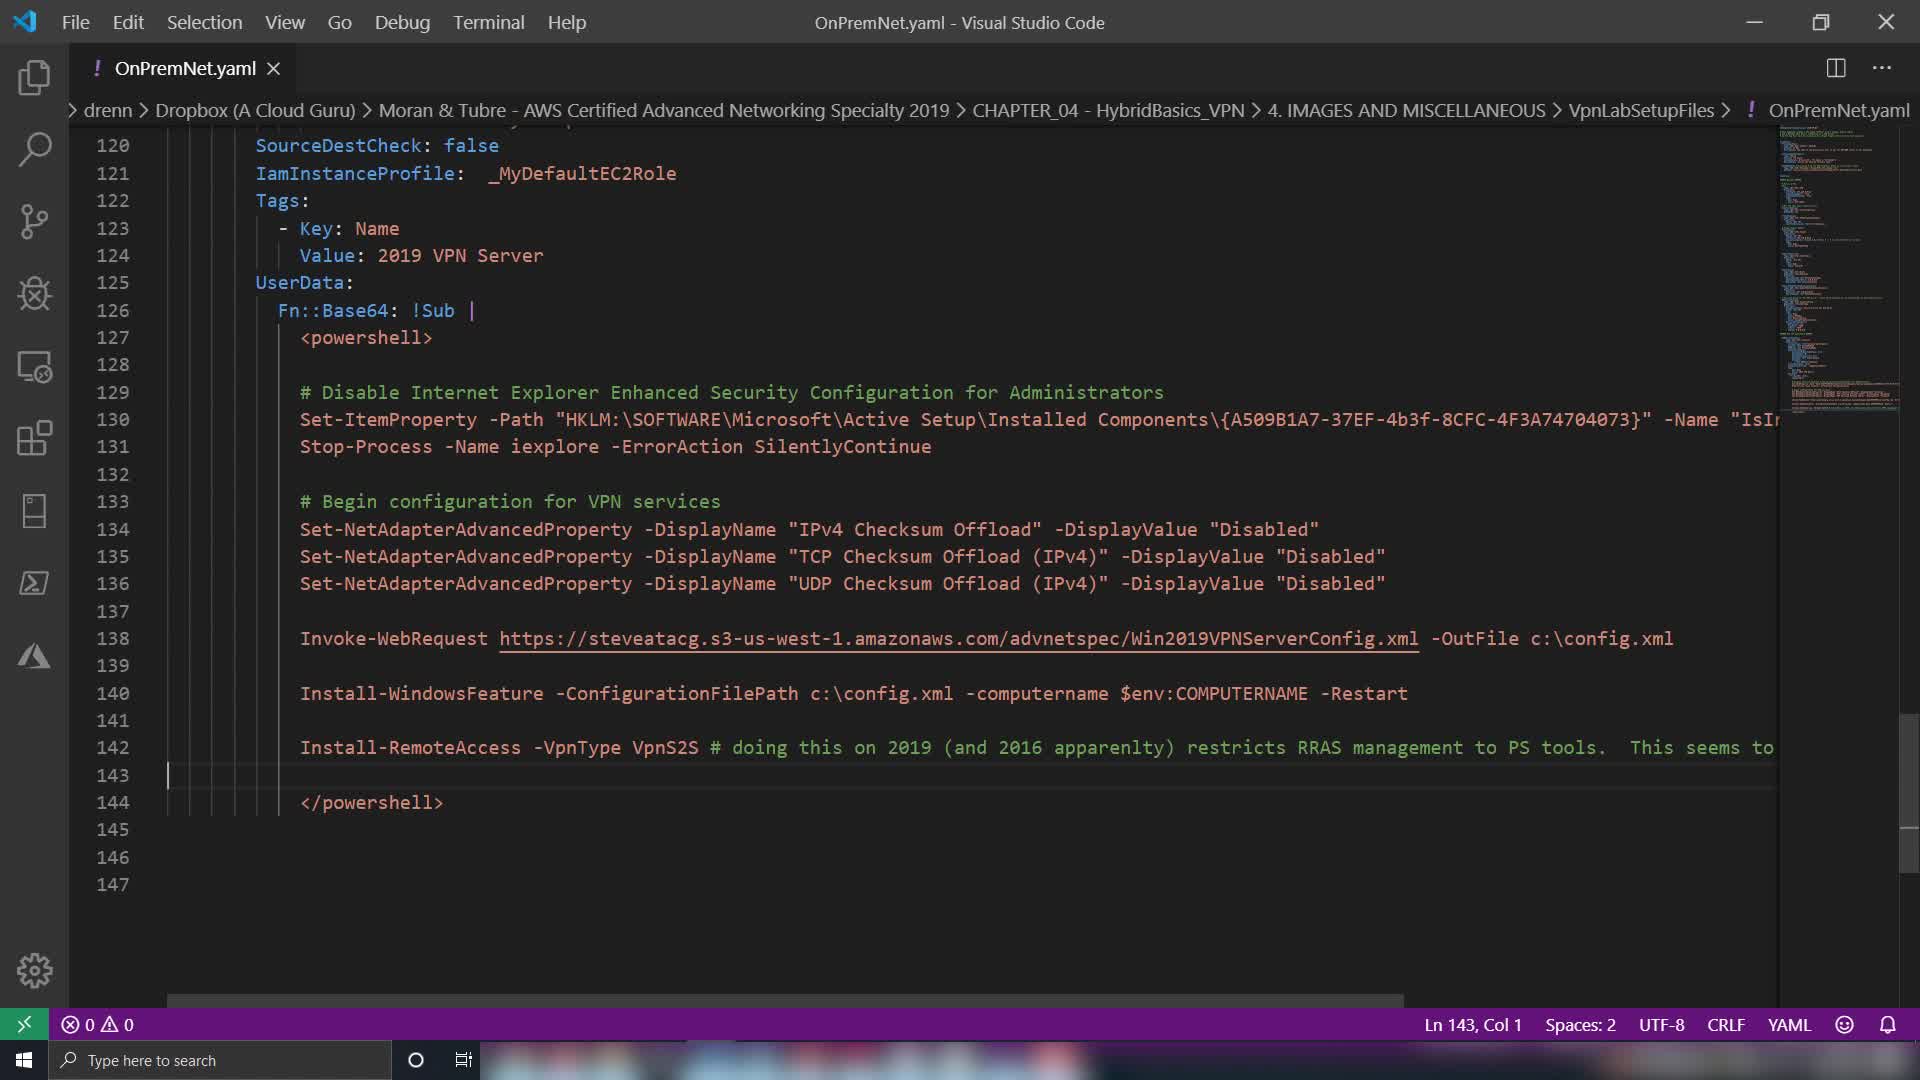 File Edit Selection View Go Debug Terminal Help
OnPremNet.yaml - Visual Studio Code
! OnPremNet.yaml
drenn > Dropbox (A Cloud Guru) > Moran & Tubre - AWS Certified Advanced Networking Specialty 2019 > CHAPTER_04 - HybridBasics_VPN > 4. IMAGES AND MISCELLANEOUS > VpnLabSetupFiles > ! OnPremNet.yaml
120 SourceDestCheck: false
121 IamInstanceProfile:  _MyDefaultEC2Role
122 Tags:
123 - Key: Name
124 Value: 2019 VPN Server
125 UserData:
126 Fn::Base64: !Sub |
127 <powershell>
128
129 # Disable Internet Explorer Enhanced Security Configuration for Administrators
130 Set-ItemProperty -Path "HKLM:\SOFTWARE\Microsoft\Active Setup\Installed Components\{A509B1A7-37EF-4b3f-8CFC-4F3A74704073}" -Name "IsIn
131 Stop-Process -Name iexplore -ErrorAction SilentlyContinue
132
133 # Begin configuration for VPN services
134 Set-NetAdapterAdvancedProperty -DisplayName "IPv4 Checksum Offload" -DisplayValue "Disabled"
135 Set-NetAdapterAdvancedProperty -DisplayName "TCP Checksum Offload (IPv4)" -DisplayValue "Disabled"
136 Set-NetAdapterAdvancedProperty -DisplayName "UDP Checksum Offload (IPv4)" -DisplayValue "Disabled"
137
138 Invoke-WebRequest https://steveatacg.s3-us-west-1.amazonaws.com/advnetspec/Win2019VPNServerConfig.xml -OutFile c:\config.xml
139
140 Install-WindowsFeature -ConfigurationFilePath c:\config.xml -computername $env:COMPUTERNAME -Restart
141
142 Install-RemoteAccess -VpnType VpnS2S # doing this on 2019 (and 2016 apparenlty) restricts RRAS management to PS tools.  This seems to
143
144 </powershell>
145
146
147
0 0
Ln 143, Col 1 Spaces: 2 UTF-8 CRLF YAML
Type here to search